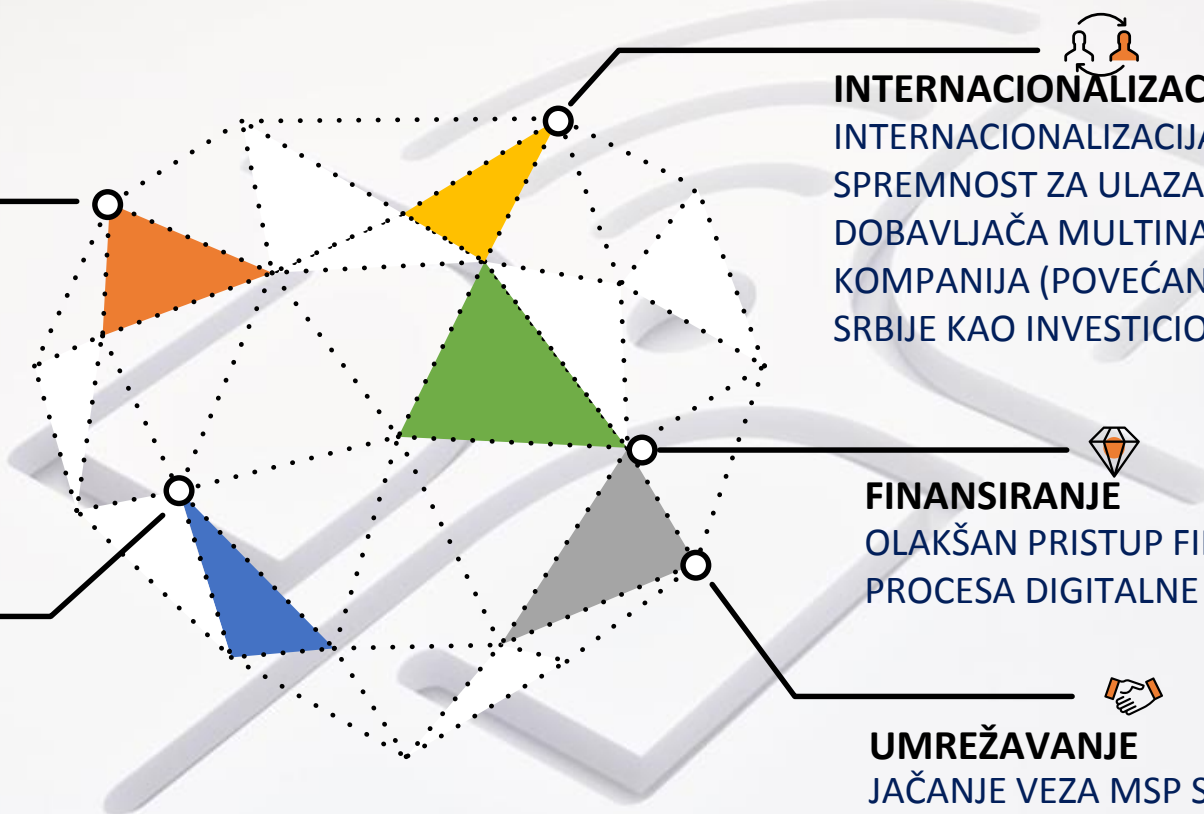 INTERNACIONALIZAC
INTERNACIONALIZACIJA
SPREMNOST ZA ULAZA
DOBAVLJAČA MULTINA
KOMPANIJA (POVEĆAN
SRBIJE KAO INVESTICIO
FINANSIRANJE
OLAKŠAN PRISTUP FI
PROCESA DIGITALNE
UMREŽAVANJE
JAČANJE VEZA MSP S